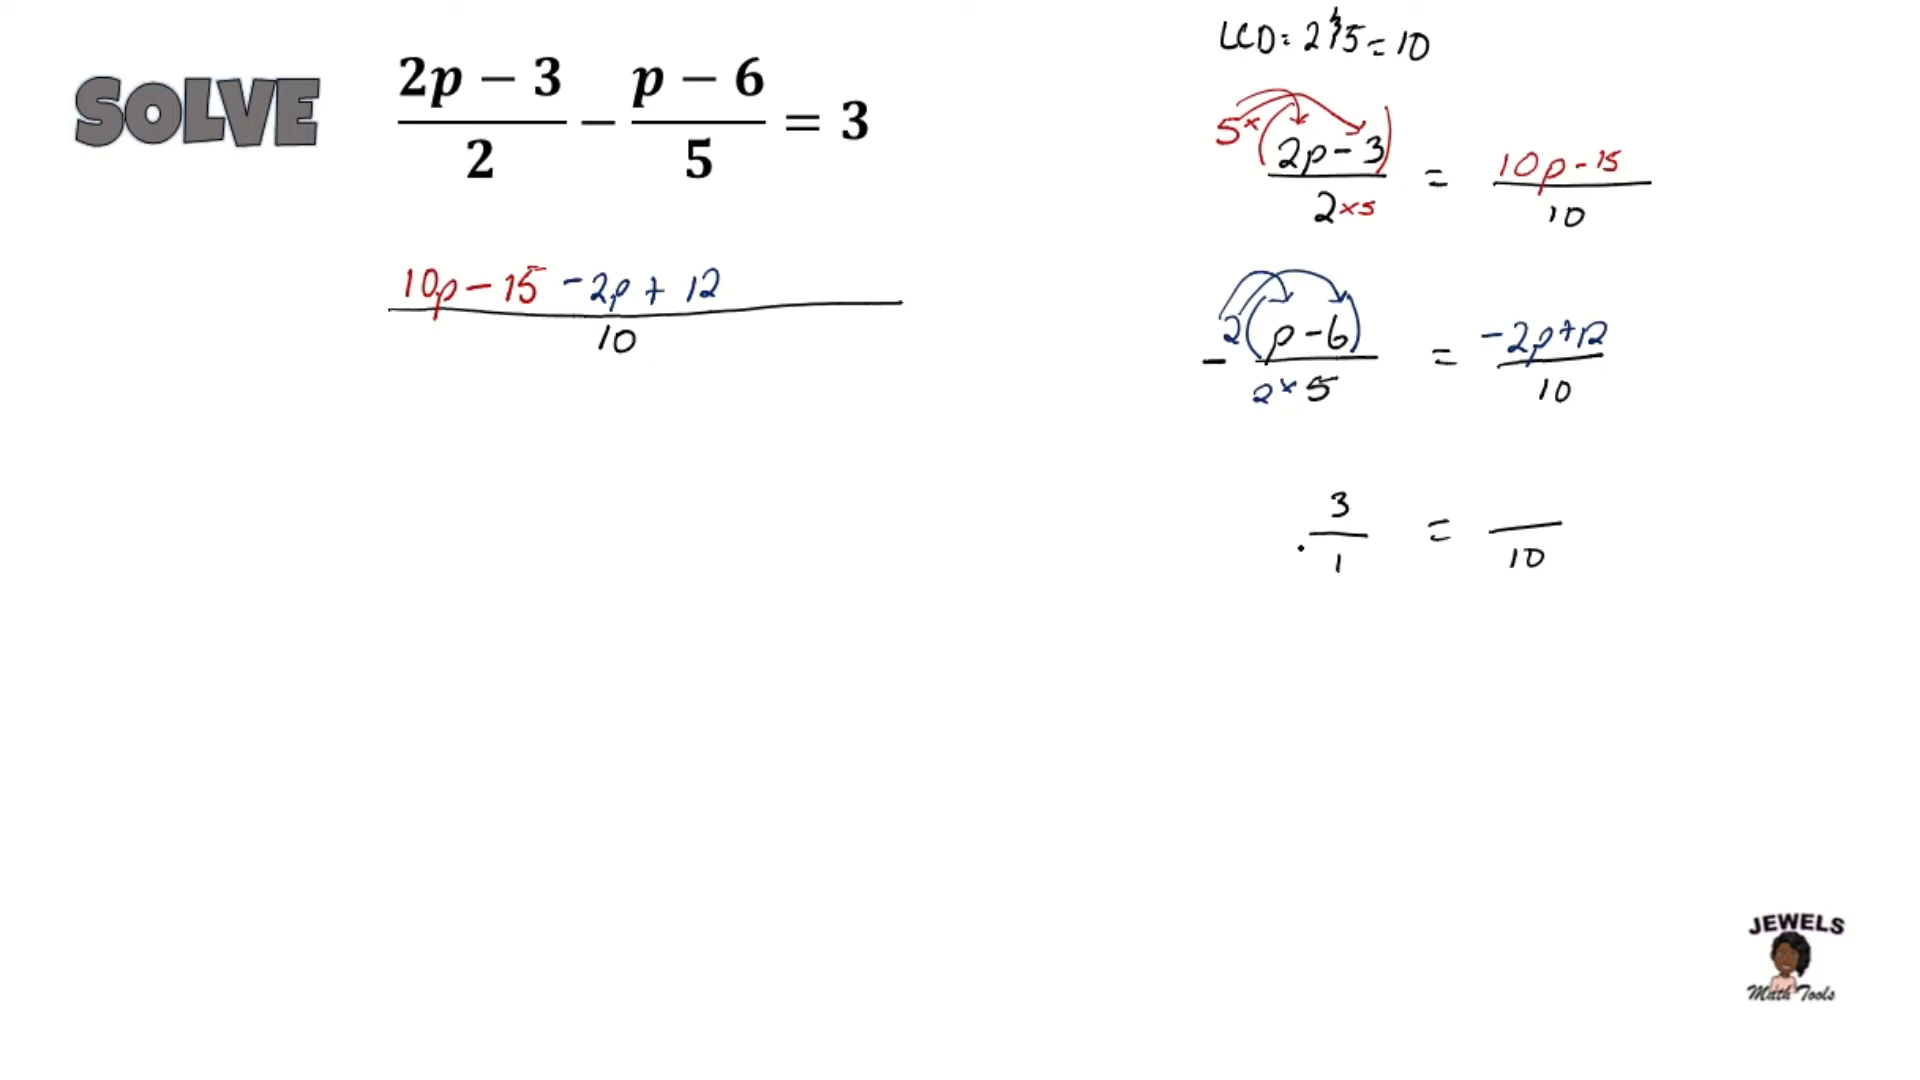 LCD: 2 & 5 = 10
SOLVE (2p − 3)/2 − (p − 6)/5 = 3
5×(2p − 3)/2×5 = 10p - 15/10
10p − 15 − 2p + 12/10
−2(p − 6)/2×5 = −2p + 12/10
3/1 = /10
JEWELS
Math Tools